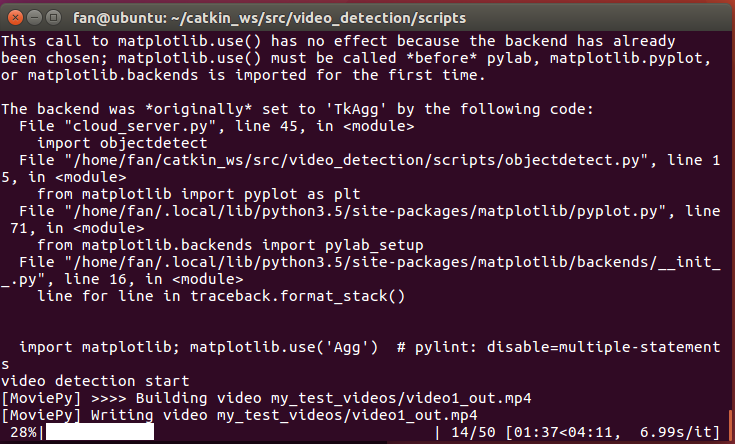 fan@ubuntu: ~/catkin_ws/src/video_detection/scripts
This call to matplotlib.use() has no effect because the backend has already
been chosen; matplotlib.use() must be called *before* pylab, matplotlib.pyplot,
or matplotlib.backends is imported for the first time.
The backend was *originally* set to 'TkAgg' by the following code:
  File "cloud_server.py", line 45, in <module>
    import objectdetect
  File "/home/fan/catkin_ws/src/video_detection/scripts/objectdetect.py", line 1
5, in <module>
    from matplotlib import pyplot as plt
  File "/home/fan/.local/lib/python3.5/site-packages/matplotlib/pyplot.py", line
 71, in <module>
    from matplotlib.backends import pylab_setup
  File "/home/fan/.local/lib/python3.5/site-packages/matplotlib/backends/__init_
_.py", line 16, in <module>
    line for line in traceback.format_stack()
  import matplotlib; matplotlib.use('Agg')  # pylint: disable=multiple-statement
s
video detection start
[MoviePy] >>>> Building video my_test_videos/video1_out.mp4
[MoviePy] Writing video my_test_videos/video1_out.mp4
 28%|██████      | 14/50 [01:37<04:11,  6.99s/it]